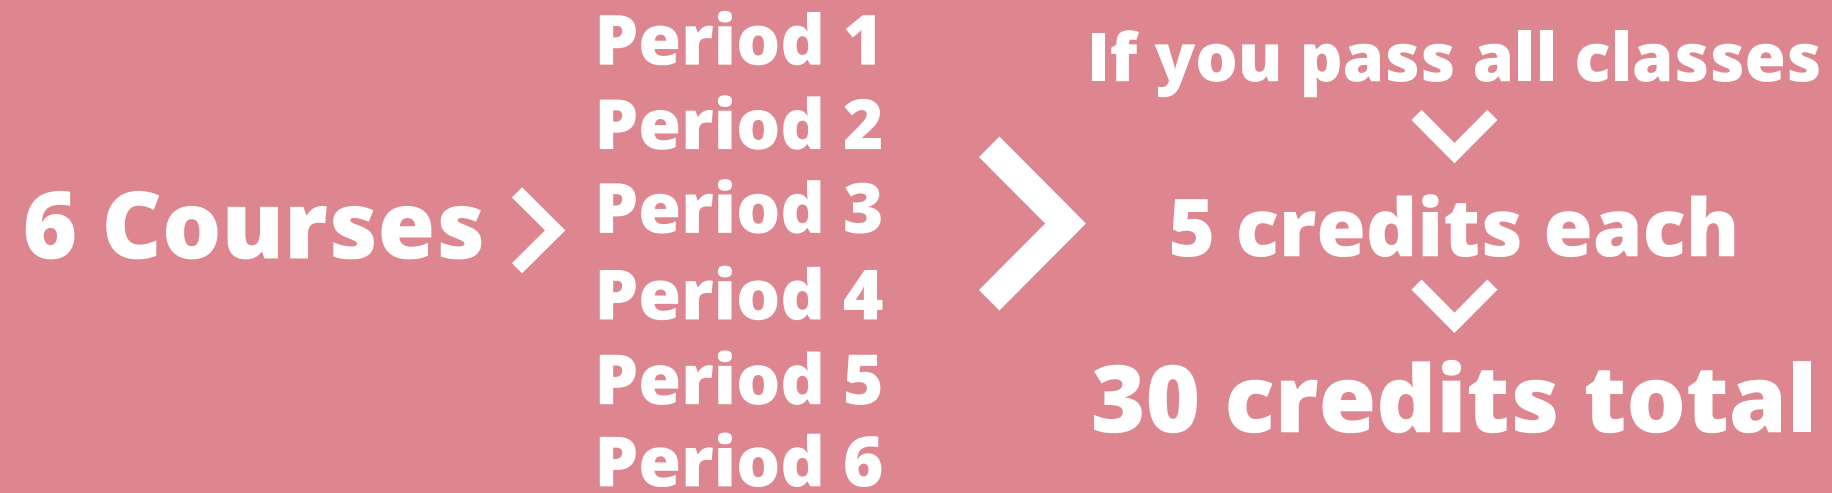 6 Courses
Period 1
Period 2
Period 3
Period 4
Period 5
Period 6
If you pass all classes
5 credits each
30 credits total